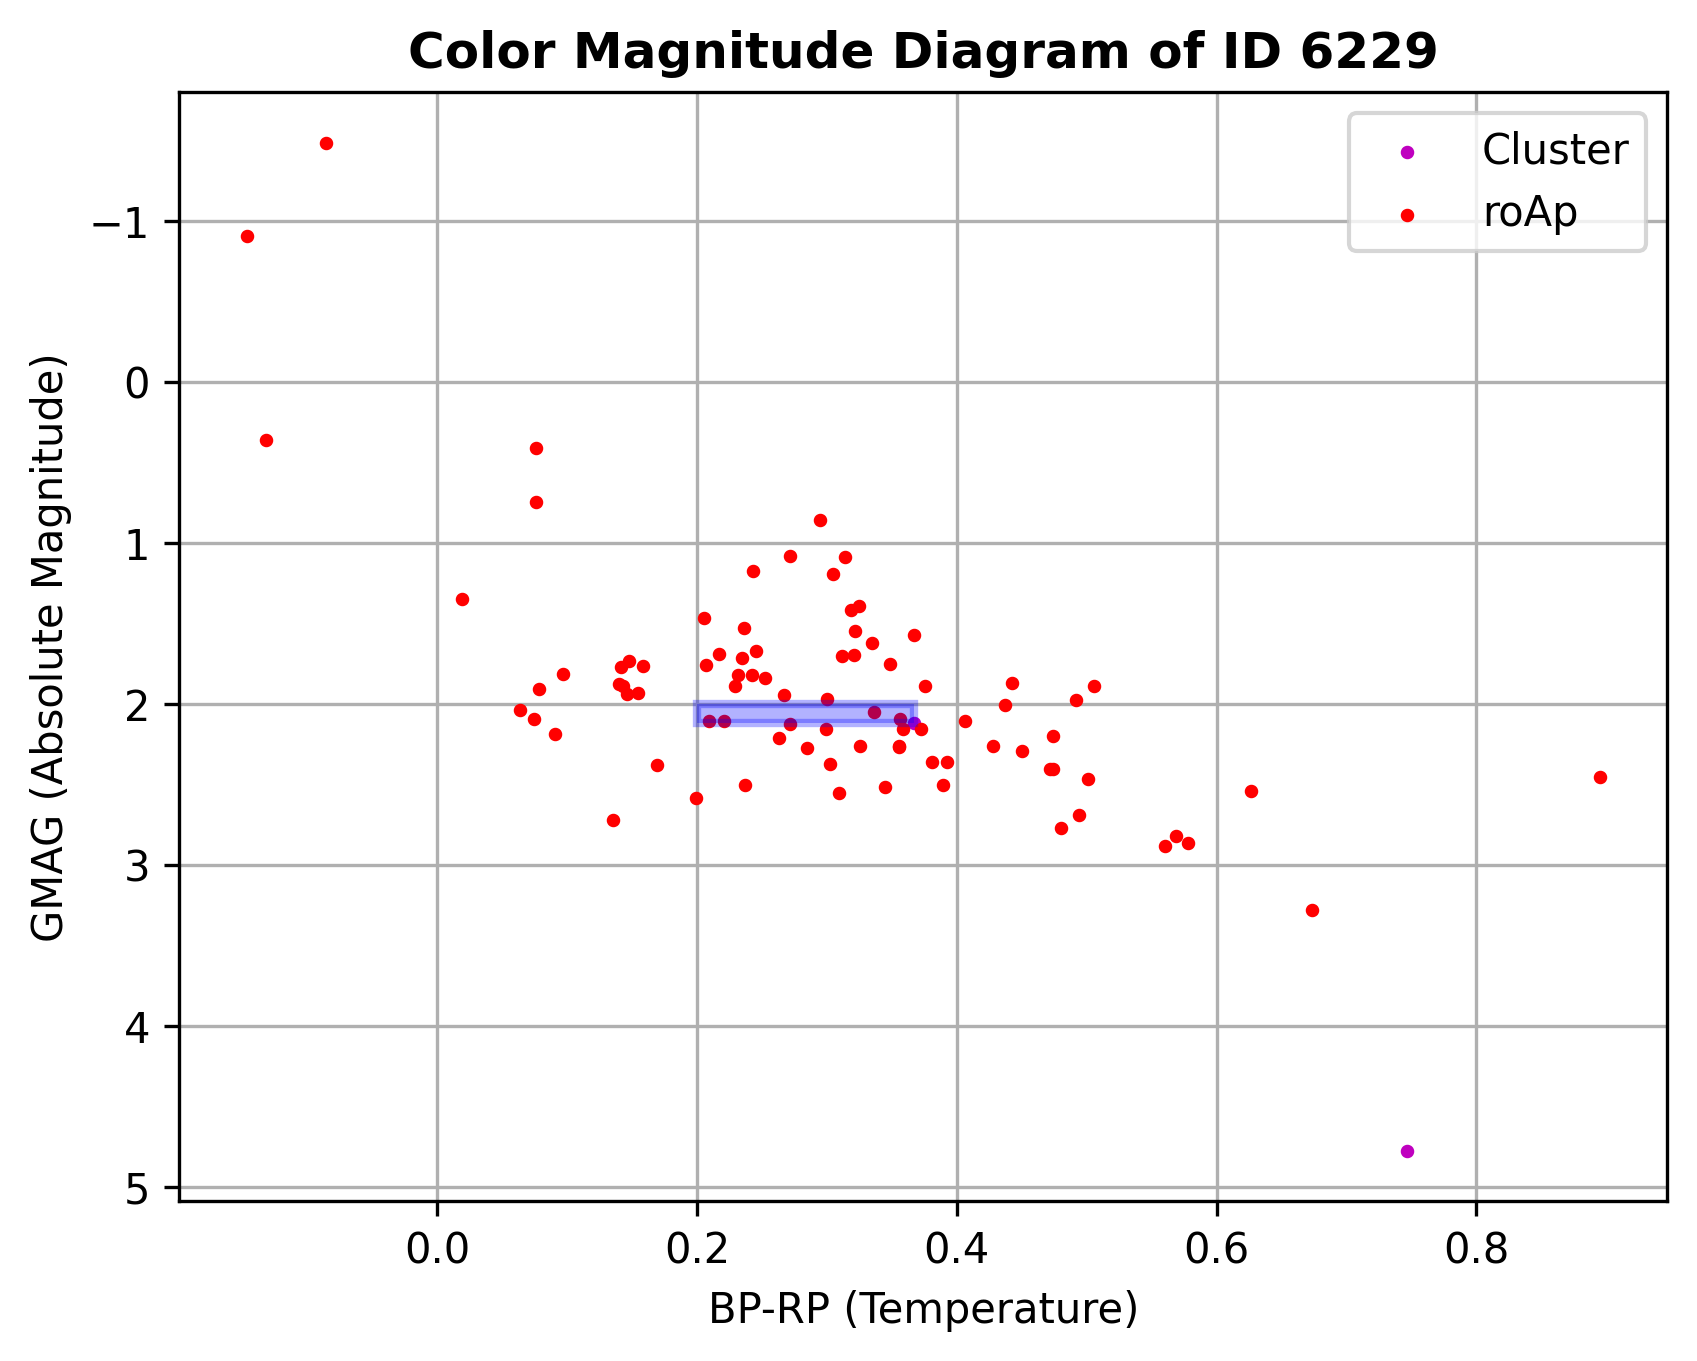 Color Magnitude Diagram of ID 6229
Cluster
roAp
GMAG (Absolute Magnitude)
−1
0
1
2
3
4
5
0.0 0.2 0.4 0.6 0.8
BP-RP (Temperature)